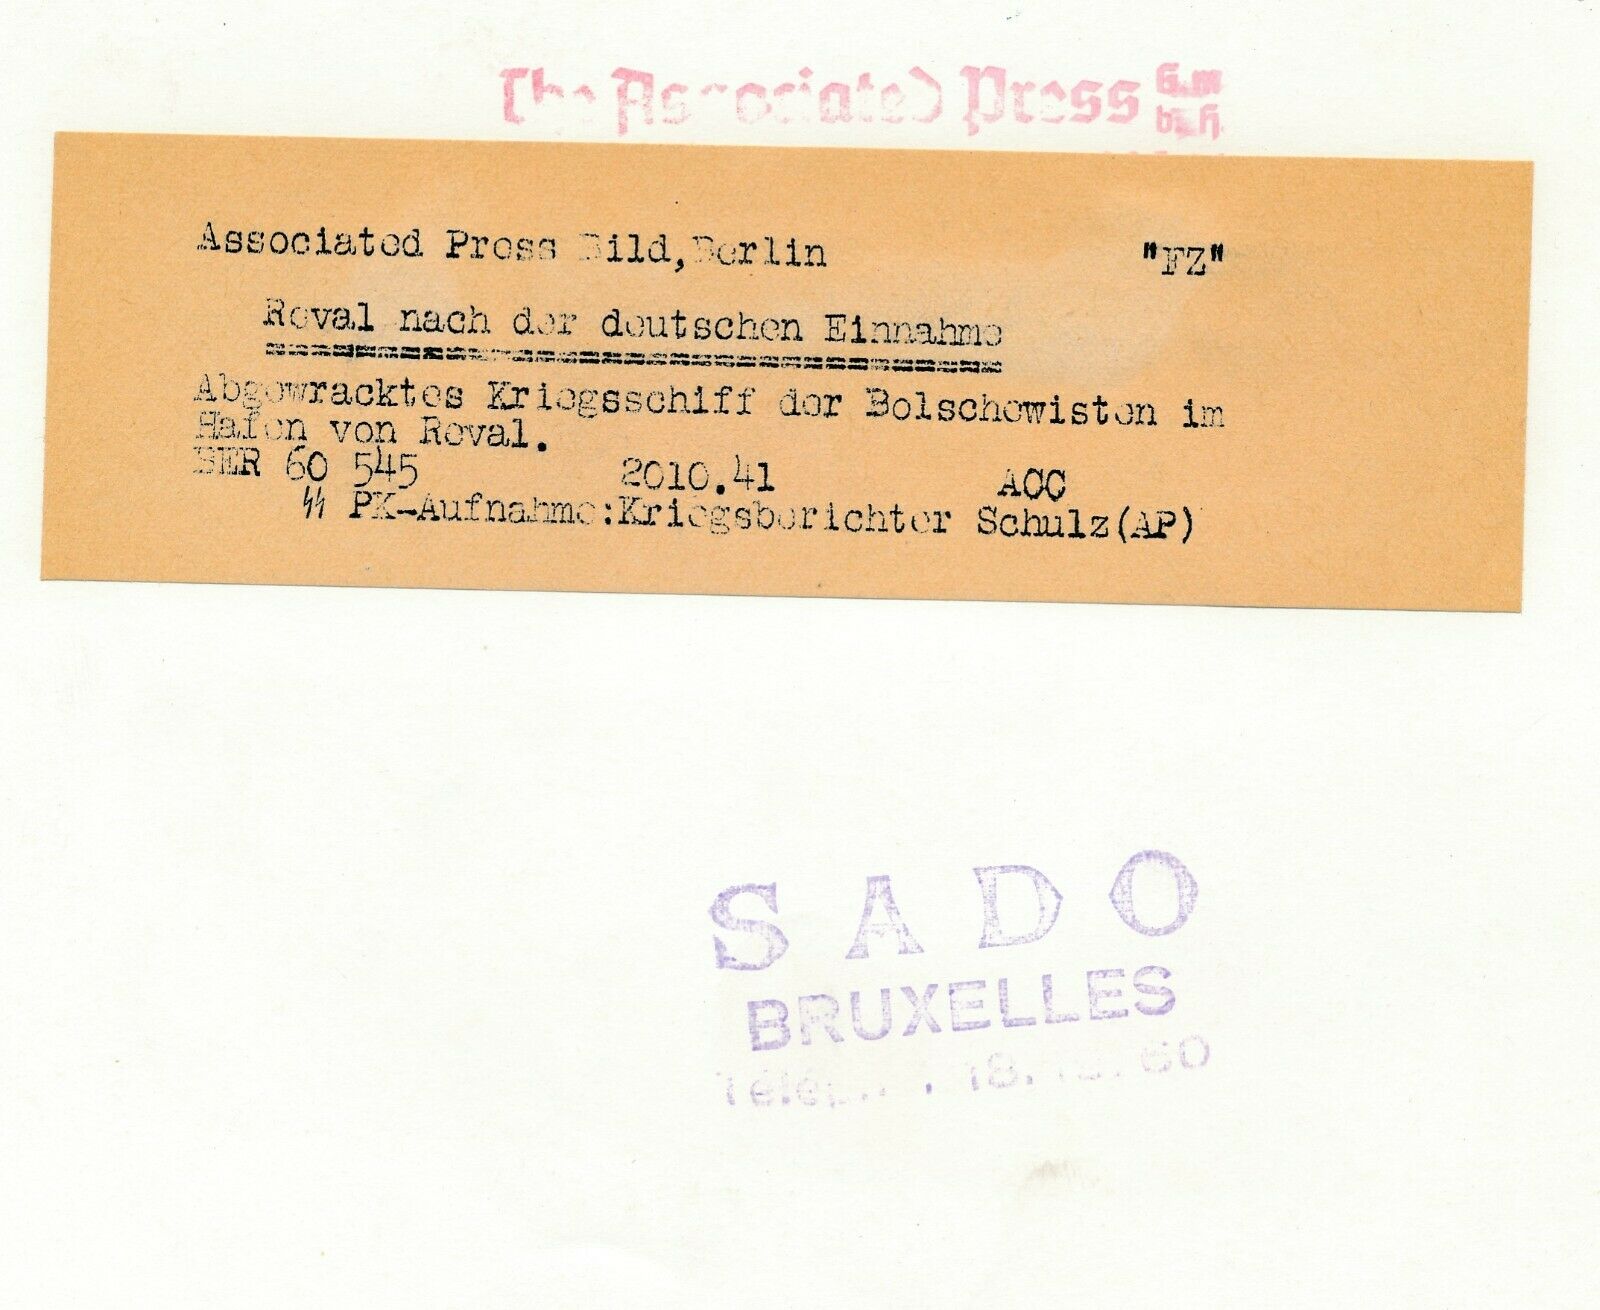 The Associated Press G.m.b.H.
Associated Press Bild,Berlin "FZ"
Reval nach der deutschen Einnahme
Abgewracktes Kriegsschiff der Bolschewisten im
Hafen von Reval.
BER 60 545 2010.41 ACC
ᛋᛋ PK-Aufnahme:Kriegsberichter Schulz(AP)
SADO
BRUXELLES